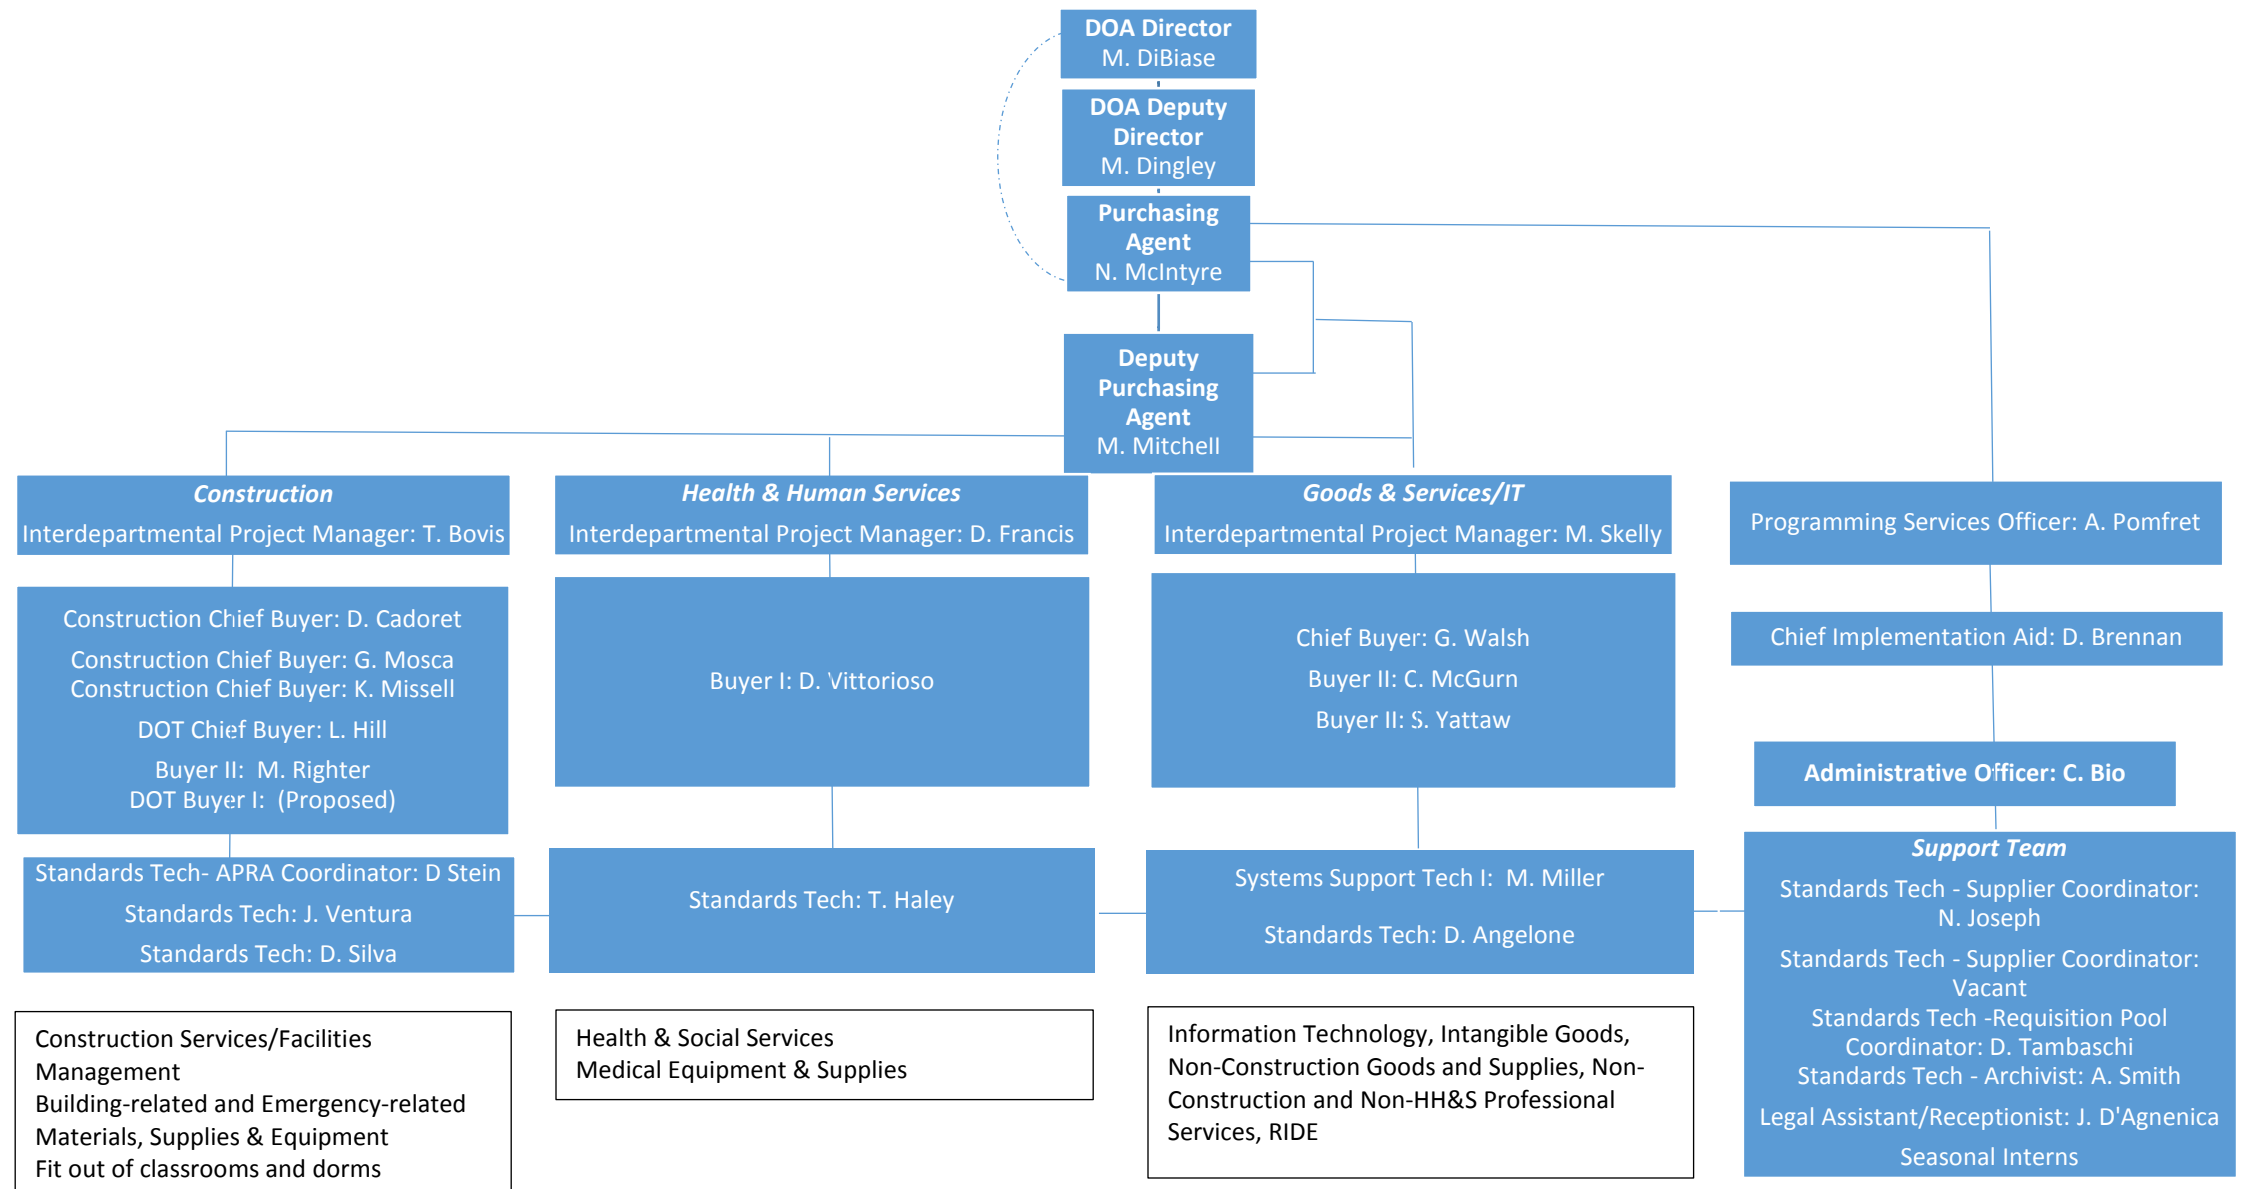 DOA Director
M. DiBiase
DOA Deputy
Director
M. Dingley
Purchasing
Agent
N. McIntyre
Deputy
Purchasing
Agent
M. Mitchell
Construction
Interdepartmental Project Manager: T. Bovis
Construction Chief Buyer: D. Cadoret
Construction Chief Buyer: G. Mosca
Construction Chief Buyer: K. Missell
DOT Chief Buyer: L. Hill
Buyer II:  M. Righter
DOT Buyer I:  (Proposed)
Standards Tech- APRA Coordinator: D Stein
Standards Tech: J. Ventura
Standards Tech: D. Silva
Construction Services/Facilities
Management
Building-related and Emergency-related
Materials, Supplies & Equipment
Fit out of classrooms and dorms
Health & Human Services
Interdepartmental Project Manager: D. Francis
Buyer I: D. Vittorioso
Standards Tech: T. Haley
Health & Social Services
Medical Equipment & Supplies
Goods & Services/IT
Interdepartmental Project Manager: M. Skelly
Chief Buyer: G. Walsh
Buyer II: C. McGurn
Buyer II: S. Yattaw
Systems Support Tech I:  M. Miller
Standards Tech: D. Angelone
Information Technology, Intangible Goods,
Non-Construction Goods and Supplies, Non-
Construction and Non-HH&S Professional
Services, RIDE
Programming Services Officer: A. Pomfret
Chief Implementation Aid: D. Brennan
Administrative Officer: C. Bio
Support Team
Standards Tech - Supplier Coordinator:
N. Joseph
Standards Tech - Supplier Coordinator:
Vacant
Standards Tech -Requisition Pool
Coordinator: D. Tambaschi
Standards Tech - Archivist: A. Smith
Legal Assistant/Receptionist: J. D'Agnenica
Seasonal Interns